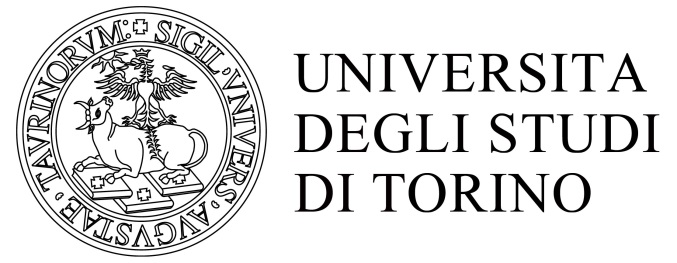 SIGIL·VNIVERS·AVGVSTAE·TAVRINORVM:
UNIVERSITA
DEGLI STUDI
DI TORINO